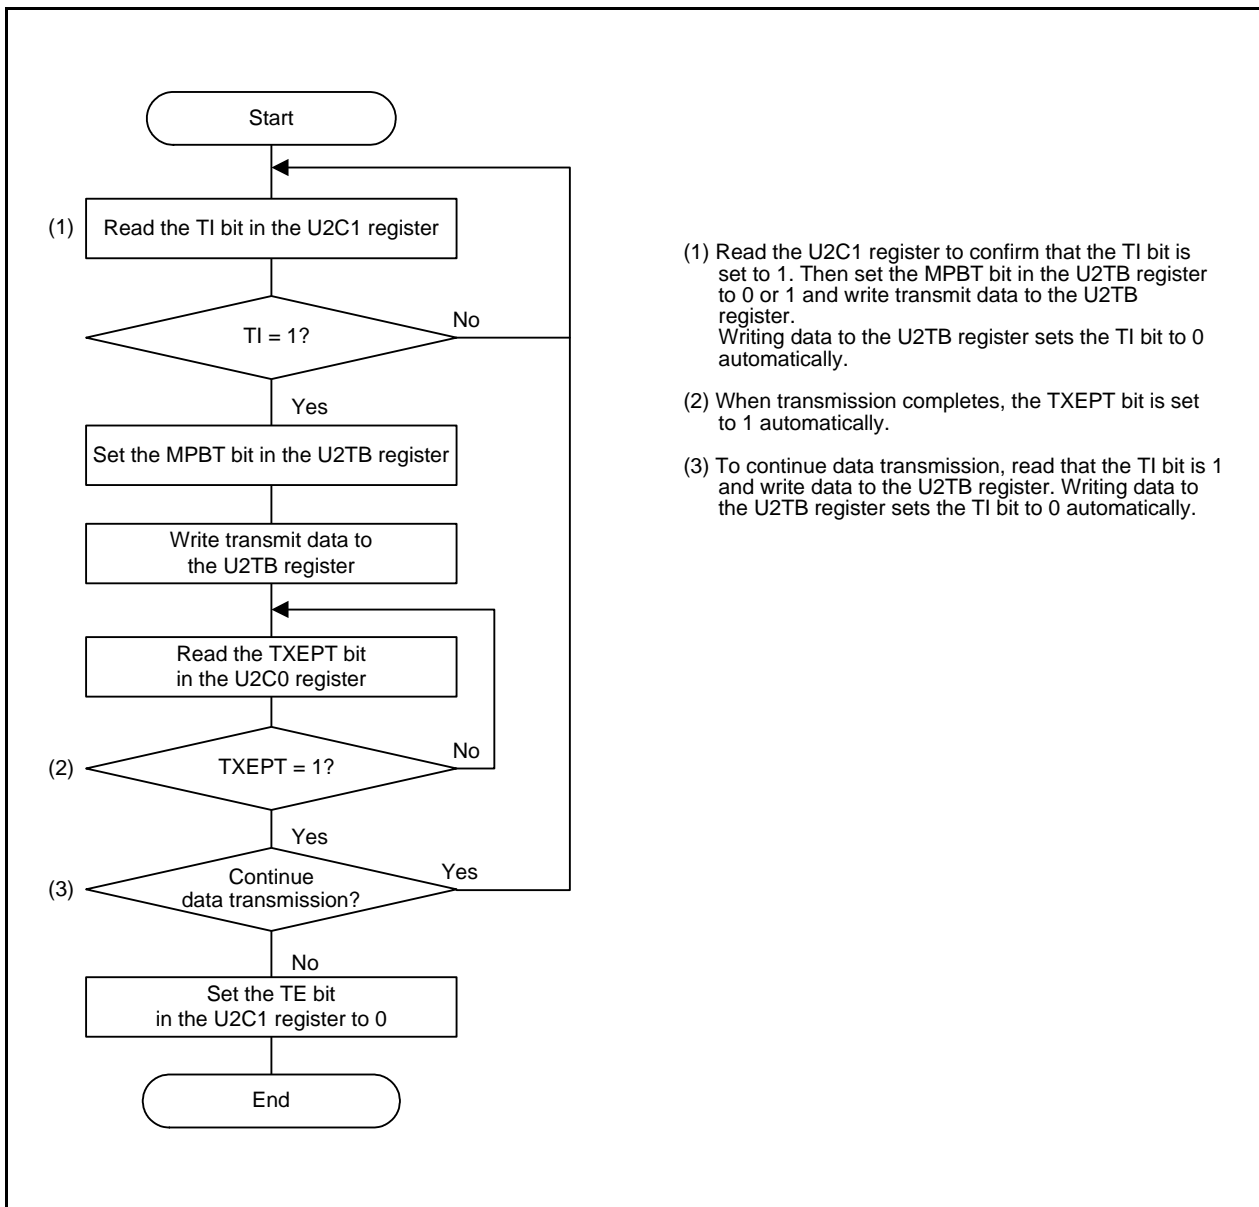 Start
(1)
Read the TI bit in the U2C1 register
TI = 1?
No
Yes
Set the MPBT bit in the U2TB register
Write transmit data to
the U2TB register
Read the TXEPT bit
in the U2C0 register
(2)
TXEPT = 1?
No
Yes
(3)
Continue
data transmission?
Yes
No
Set the TE bit
in the U2C1 register to 0
End
(1) Read the U2C1 register to confirm that the TI bit is
set to 1. Then set the MPBT bit in the U2TB register
to 0 or 1 and write transmit data to the U2TB
register.
Writing data to the U2TB register sets the TI bit to 0
automatically.
(2) When transmission completes, the TXEPT bit is set
to 1 automatically.
(3) To continue data transmission, read that the TI bit is 1
and write data to the U2TB register. Writing data to
the U2TB register sets the TI bit to 0 automatically.